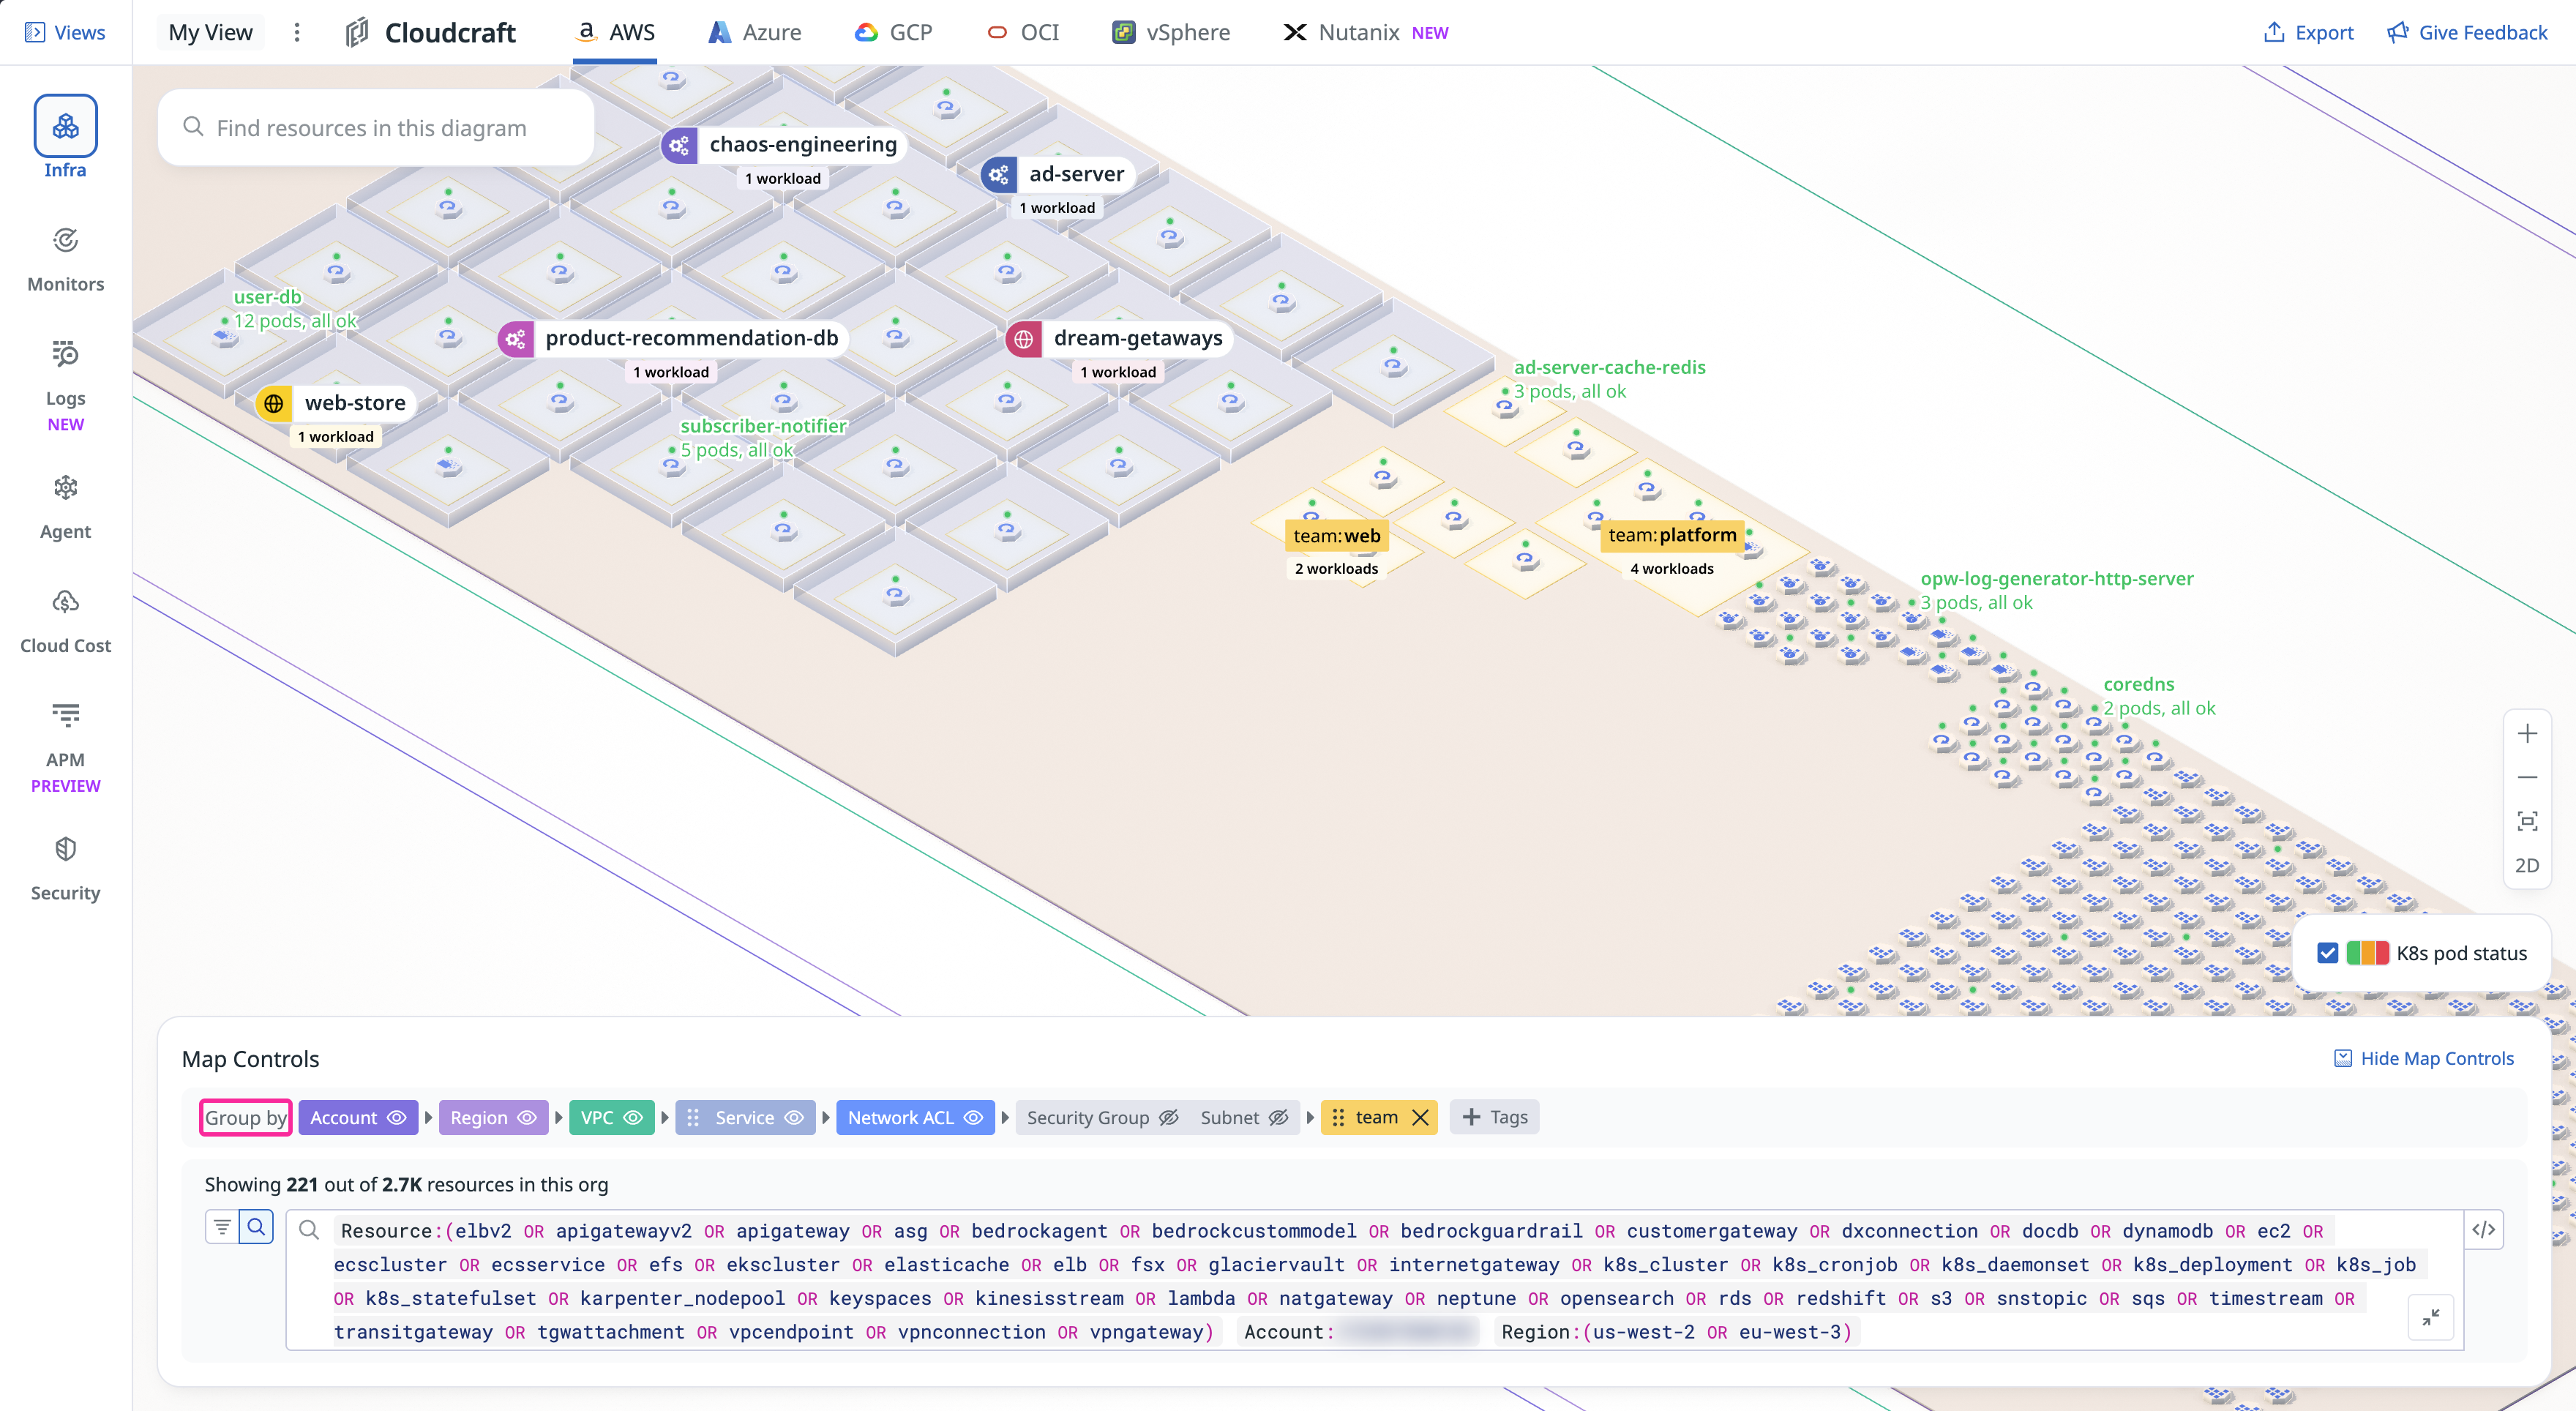 Views
My View
Cloudcraft
AWS
Azure
GCP
OCI
vSphere
Nutanix NEW
Export
Give Feedback
Infra
Monitors
Logs
NEW
Agent
Cloud Cost
APM
PREVIEW
Security
Find resources in this diagram
chaos-engineering
1 workload
ad-server
1 workload
user-db
12 pods, all ok
product-recommendation-db
1 workload
dream-getaways
1 workload
web-store
1 workload
subscriber-notifier
5 pods, all ok
ad-server-cache-redis
3 pods, all ok
team:web
2 workloads
team:platform
4 workloads
opw-log-generator-http-server
3 pods, all ok
coredns
2 pods, all ok
2D
K8s pod status
Map Controls
Hide Map Controls
Group by Account Region VPC Service Network ACL Security Group Subnet team + Tags
Showing 221 out of 2.7K resources in this org
Resource:(elbv2 OR apigatewayv2 OR apigateway OR asg OR bedrockagent OR bedrockcustommodel OR bedrockguardrail OR customergateway OR dxconnection OR docdb OR dynamodb OR ec2 OR
ecscluster OR ecsservice OR efs OR ekscluster OR elasticache OR elb OR fsx OR glaciervault OR internetgateway OR k8s_cluster OR k8s_cronjob OR k8s_daemonset OR k8s_deployment OR k8s_job
OR k8s_statefulset OR karpenter_nodepool OR keyspaces OR kinesisstream OR lambda OR natgateway OR neptune OR opensearch OR rds OR redshift OR s3 OR snstopic OR sqs OR timestream OR
transitgateway OR tgwattachment OR vpcendpoint OR vpnconnection OR vpngateway) Account: Region:(us-west-2 OR eu-west-3)